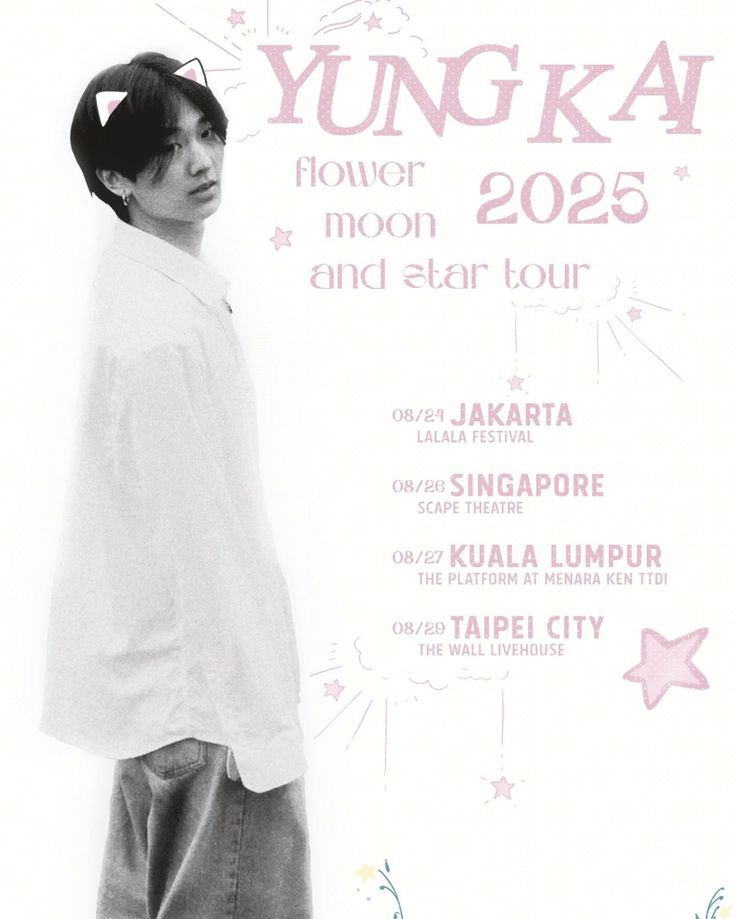 YUNG KAI
flower
moon
2025
and star tour
08/24 JAKARTA
LALALA FESTIVAL
08/26 SINGAPORE
SCAPE THEATRE
08/27 KUALA LUMPUR
THE PLATFORM AT MENARA KEN TTDI
08/29 TAIPEI CITY
THE WALL LIVEHOUSE